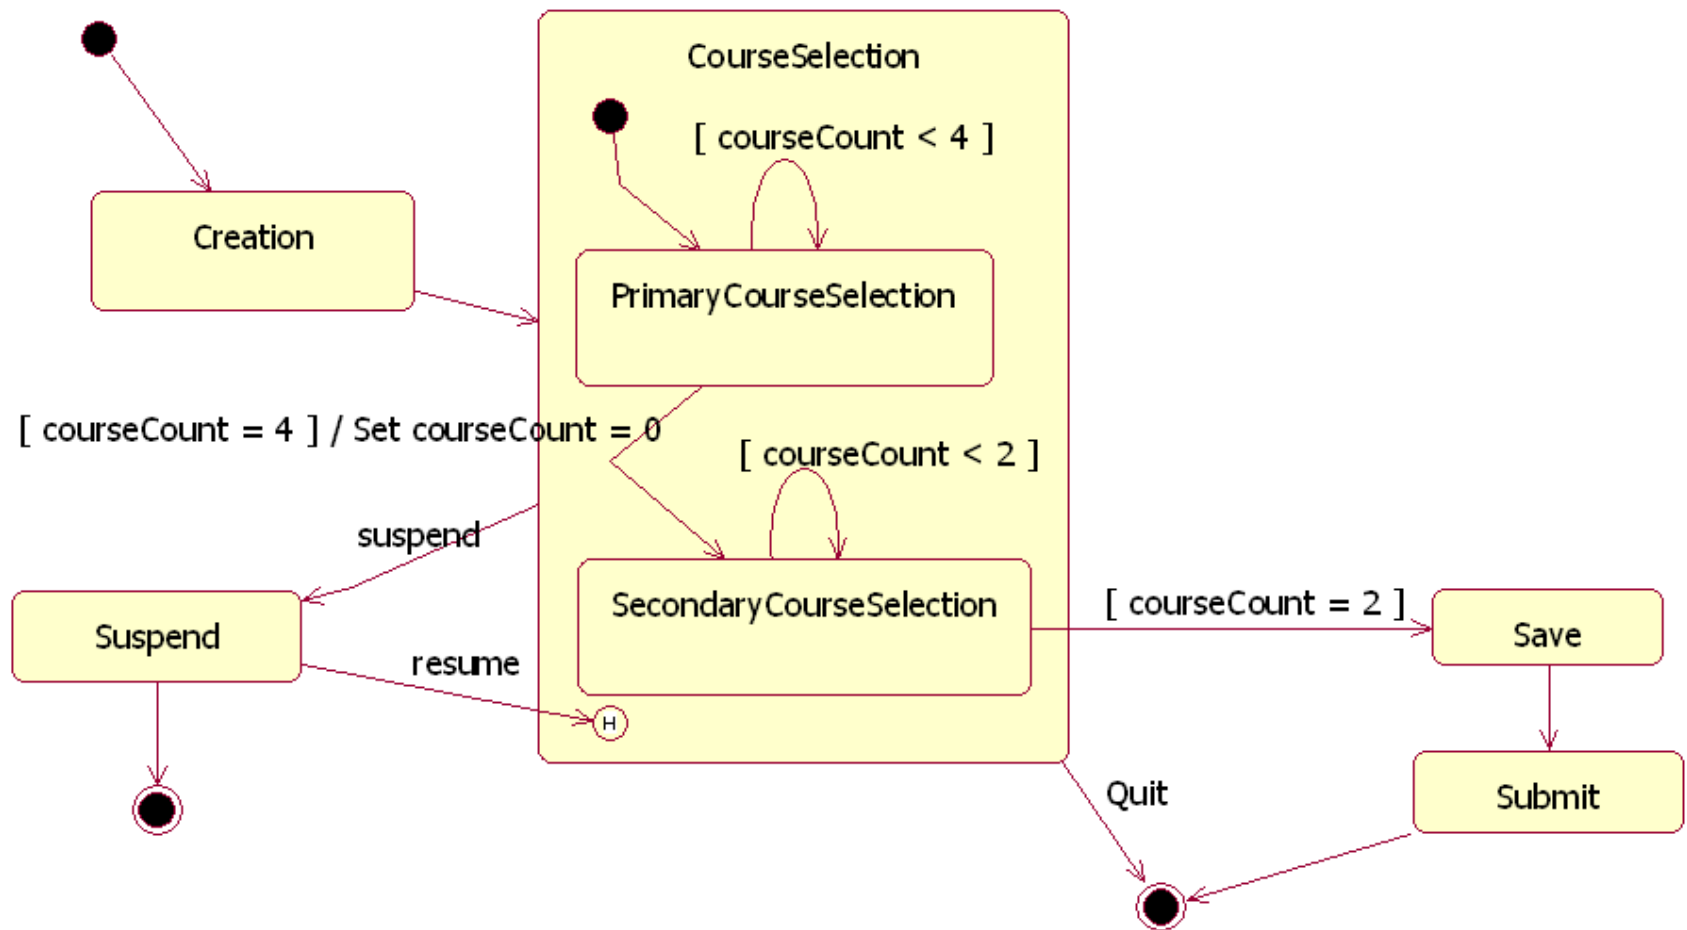 CourseSelection
[ courseCount < 4 ]
Creation
PrimaryCourseSelection
[ courseCount = 4 ] / Set courseCount = 0
[ courseCount < 2 ]
suspend
Suspend
resume
SecondaryCourseSelection
[ courseCount = 2 ]
Save
H
Quit
Submit